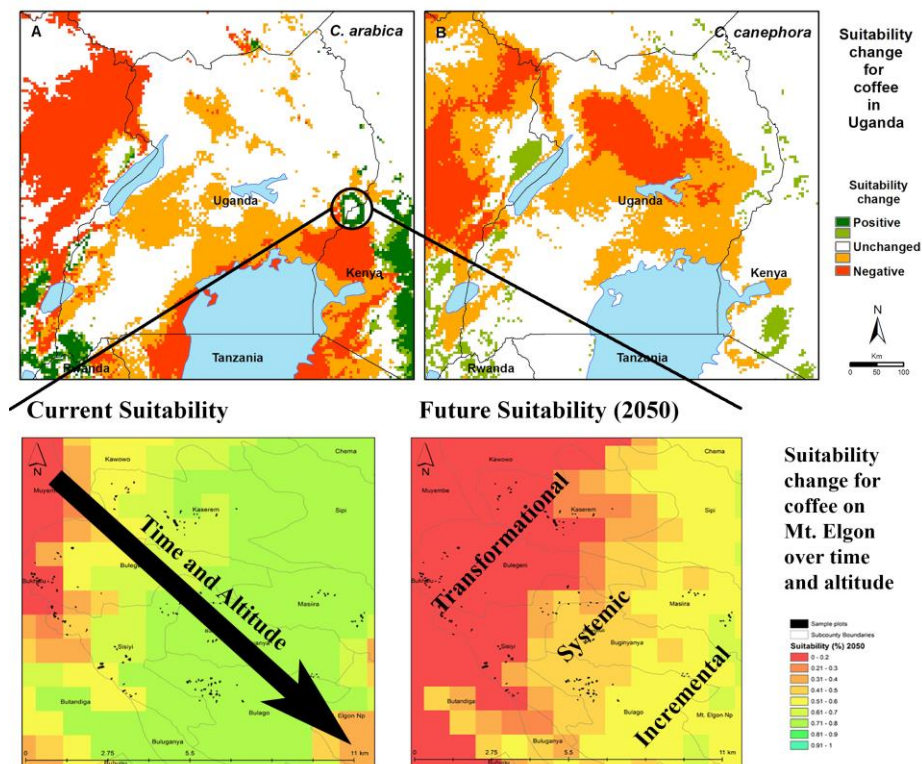 A
C. arabica
Uganda
Kenya
Tanzania
Rwanda
B
C. canephora
Uganda
Kenya
Tanzania
Rwanda
Suitability
change
for
coffee
in
Uganda
Suitability
change
Positive
Unchanged
Negative
N
Km
0 50 100
Current Suitability
Future Suitability (2050)
N
Kawowo
Chema
Muyembe
Kaserem
Sipi
Bulegeni
Time and Altitude
Masira
Sisiyi
Butandiga
Elgon Np
Bulago
Buluganya
0 2.75 5.5 11 km
N
Kawowo
Chema
Muyembe
Kaserem
Sipi
Transformational
Bulegeni
Masira
Systemic
Buginyanya
Sisiyi
Incremental
Butandiga
Mt. Elgon Np
Bulago
Buluganya
0 2.75 5.5 11 km
Suitability
change for
coffee on
Mt. Elgon
over time
and altitude
Sample plots
Subcounty Boundaries
Suitability (%) 2050
0 - 0.2
0.21 - 0.3
0.31 - 0.4
0.41 - 0.5
0.51 - 0.6
0.61 - 0.7
0.71 - 0.8
0.81 - 0.9
0.91 - 1